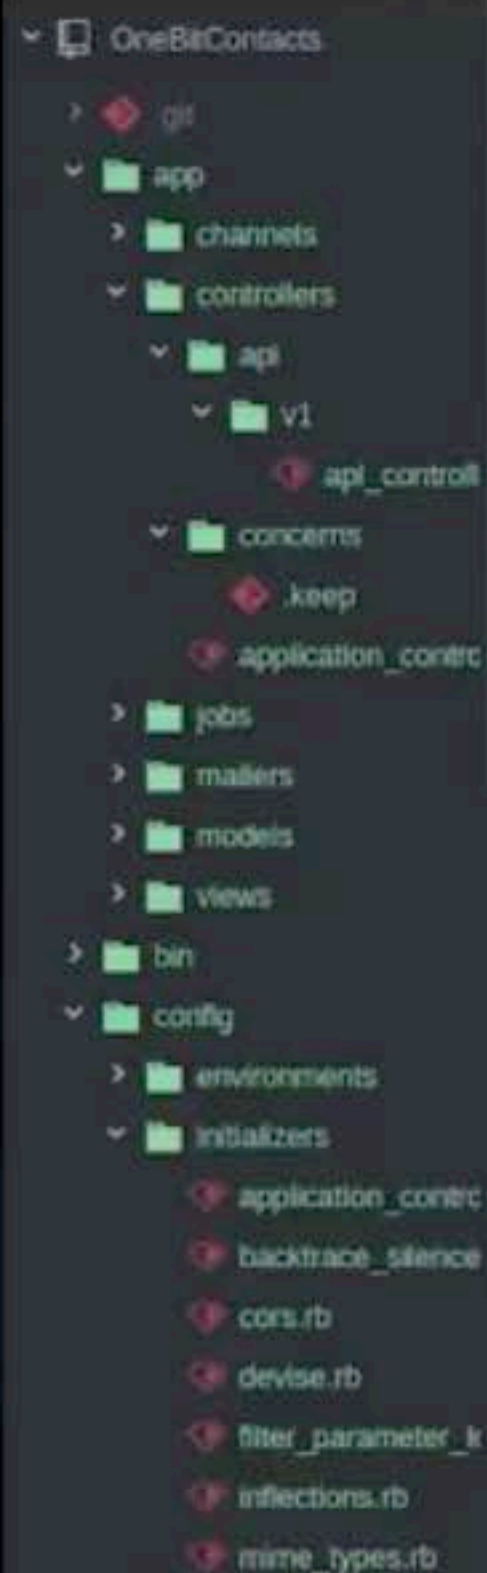 OneBitContacts
git
app
channels
controllers
api
v1
api_controll
concerns
.keep
application_contrc
jobs
mailers
models
views
bin
config
environments
initializers
application_contrc
backtrace_silence
cors.rb
devise.rb
filter_parameter_l
inflections.rb
mime_types.rb